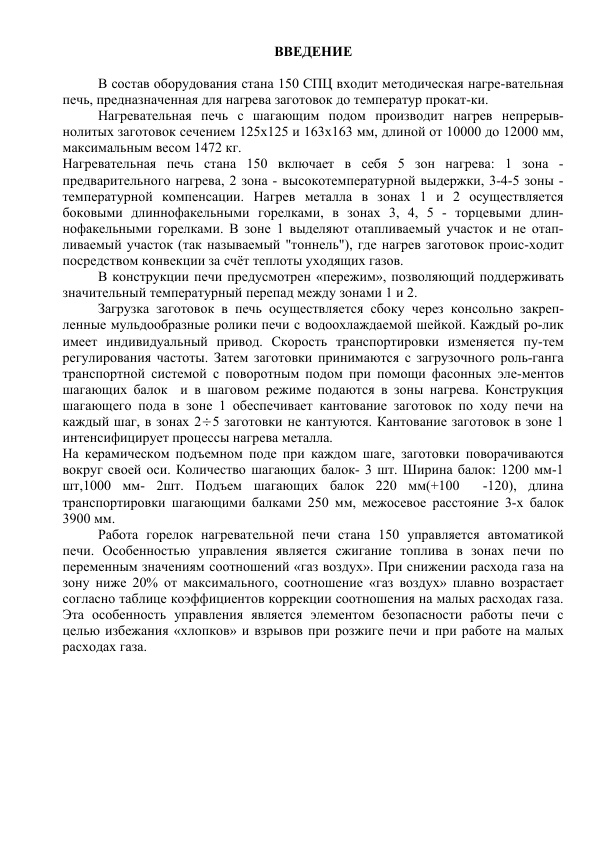 ВВЕДЕНИЕ
В состав оборудования стана 150 СПЦ входит методическая нагре-вательная
печь, предназначенная для нагрева заготовок до температур прокат-ки.
Нагревательная печь с шагающим подом производит нагрев непрерыв-
нолитых заготовок сечением 125х125 и 163х163 мм, длиной от 10000 до 12000 мм,
максимальным весом 1472 кг.
Нагревательная печь стана 150 включает в себя 5 зон нагрева: 1 зона -
предварительного нагрева, 2 зона - высокотемпературной выдержки, 3-4-5 зоны -
температурной компенсации. Нагрев металла в зонах 1 и 2 осуществляется
боковыми длиннофакельными горелками, в зонах 3, 4, 5 - торцевыми длин-
нофакельными горелками. В зоне 1 выделяют отапливаемый участок и не отап-
ливаемый участок (так называемый "тоннель"), где нагрев заготовок проис-ходит
посредством конвекции за счёт теплоты уходящих газов.
В конструкции печи предусмотрен «пережим», позволяющий поддерживать
значительный температурный перепад между зонами 1 и 2.
Загрузка заготовок в печь осуществляется сбоку через консольно закреп-
ленные мульдообразные ролики печи с водоохлаждаемой шейкой. Каждый ро-лик
имеет индивидуальный привод. Скорость транспортировки изменяется пу-тем
регулирования частоты. Затем заготовки принимаются с загрузочного роль-ганга
транспортной системой с поворотным подом при помощи фасонных эле-ментов
шагающих балок и в шаговом режиме подаются в зоны нагрева. Конструкция
шагающего пода в зоне 1 обеспечивает кантование заготовок по ходу печи на
каждый шаг, в зонах 2÷5 заготовки не кантуются. Кантование заготовок в зоне 1
интенсифицирует процессы нагрева металла.
На керамическом подъемном поде при каждом шаге, заготовки поворачиваются
вокруг своей оси. Количество шагающих балок- 3 шт. Ширина балок: 1200 мм-1
шт,1000 мм- 2шт. Подъем шагающих балок 220 мм(+100 -120), длина
транспортировки шагающими балками 250 мм, межосевое расстояние 3-х балок
3900 мм.
Работа горелок нагревательной печи стана 150 управляется автоматикой
печи. Особенностью управления является сжигание топлива в зонах печи по
переменным значениям соотношений «газ воздух». При снижении расхода газа на
зону ниже 20% от максимального, соотношение «газ воздух» плавно возрастает
согласно таблице коэффициентов коррекции соотношения на малых расходах газа.
Эта особенность управления является элементом безопасности работы печи с
целью избежания «хлопков» и взрывов при розжиге печи и при работе на малых
расходах газа.